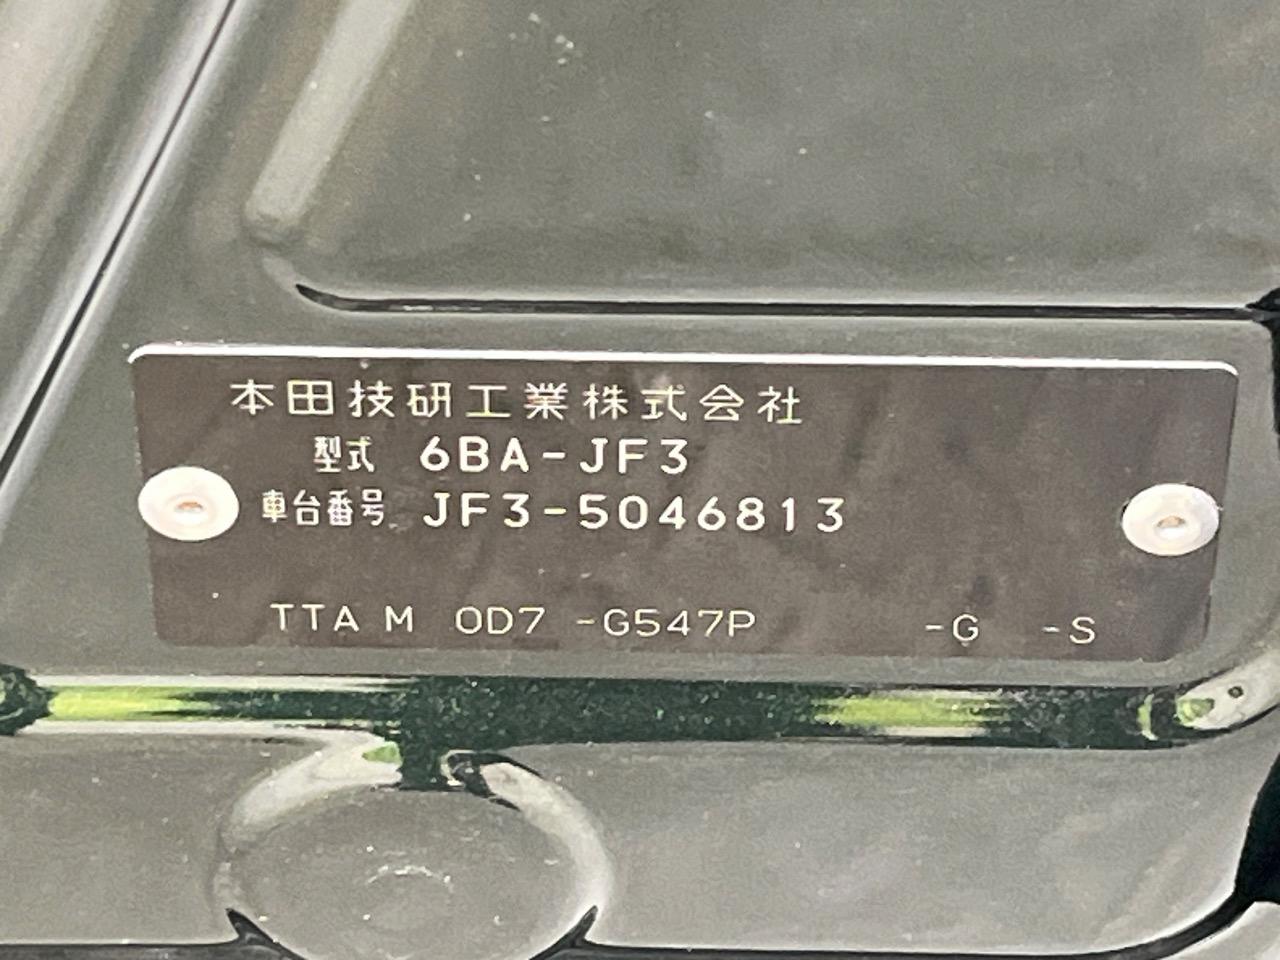 本田技研工業株式会社
型式 6BA-JF3
車台番号 JF3-5046813
TTA M 0D7 -G547P -G -S